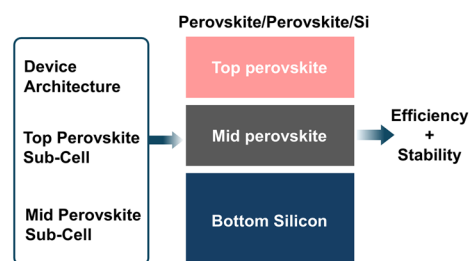 Perovskite/Perovskite/Si
Device
Architecture
Top Perovskite
Sub-Cell
Mid Perovskite
Sub-Cell
Top perovskite
Mid perovskite
Bottom Silicon
Efficiency
+
Stability